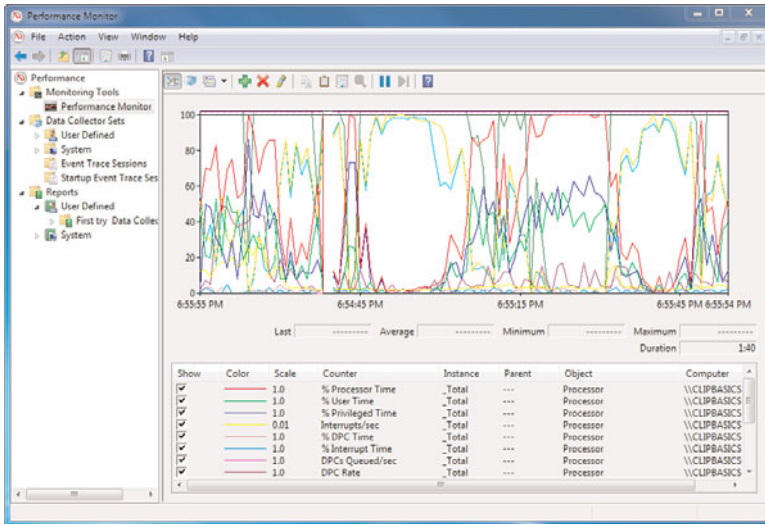 Performance Monitor
File Action View Window Help
Performance
Monitoring Tools
Performance Monitor
Data Collector Sets
User Defined
System
Event Trace Sessions
Startup Event Trace Ses
Reports
User Defined
First try Data Collec
System
100
80
60
40
20
0
6:55:55 PM 6:54:45 PM 6:55:15 PM 6:55:45 PM 6:55:54 PM
Last --------- Average --------- Minimum --------- Maximum ---------
Duration 1:40
Show Color Scale Counter Instance Parent Object Computer
1.0 % Processor Time _Total --- Processor \\CLIPBASICS
1.0 % User Time _Total --- Processor \\CLIPBASICS
1.0 % Privileged Time _Total --- Processor \\CLIPBASICS
0.01 Interrupts/sec _Total --- Processor \\CLIPBASICS
1.0 % DPC Time _Total --- Processor \\CLIPBASICS
1.0 % Interrupt Time _Total --- Processor \\CLIPBASICS
1.0 DPCs Queued/sec _Total --- Processor \\CLIPBASICS
1.0 DPC Rate _Total --- Processor \\CLIPBASICS